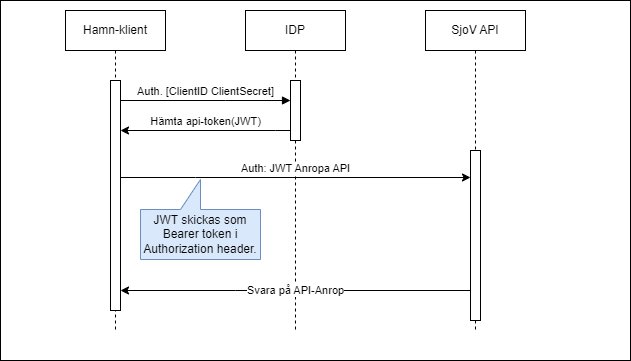 Hamn-klient
IDP
SjoV API
Auth. [ClientID ClientSecret]
Hämta api-token(JWT)
Auth: JWT Anropa API
JWT skickas som
Bearer token i
Authorization header.
Svara på API-Anrop